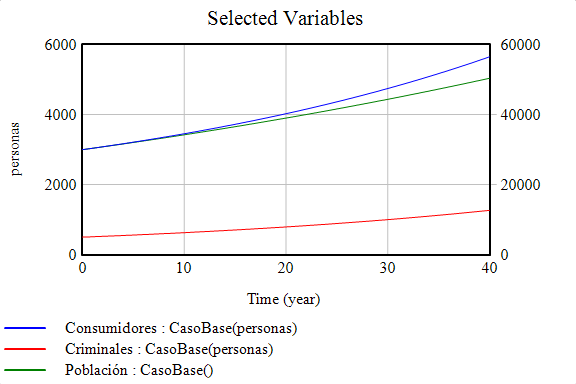 Selected Variables
6000 60000
4000 40000
personas
2000 20000
0 0
0 10 20 30 40
Time (year)
Consumidores : CasoBase(personas)
Criminales : CasoBase(personas)
Población : CasoBase()